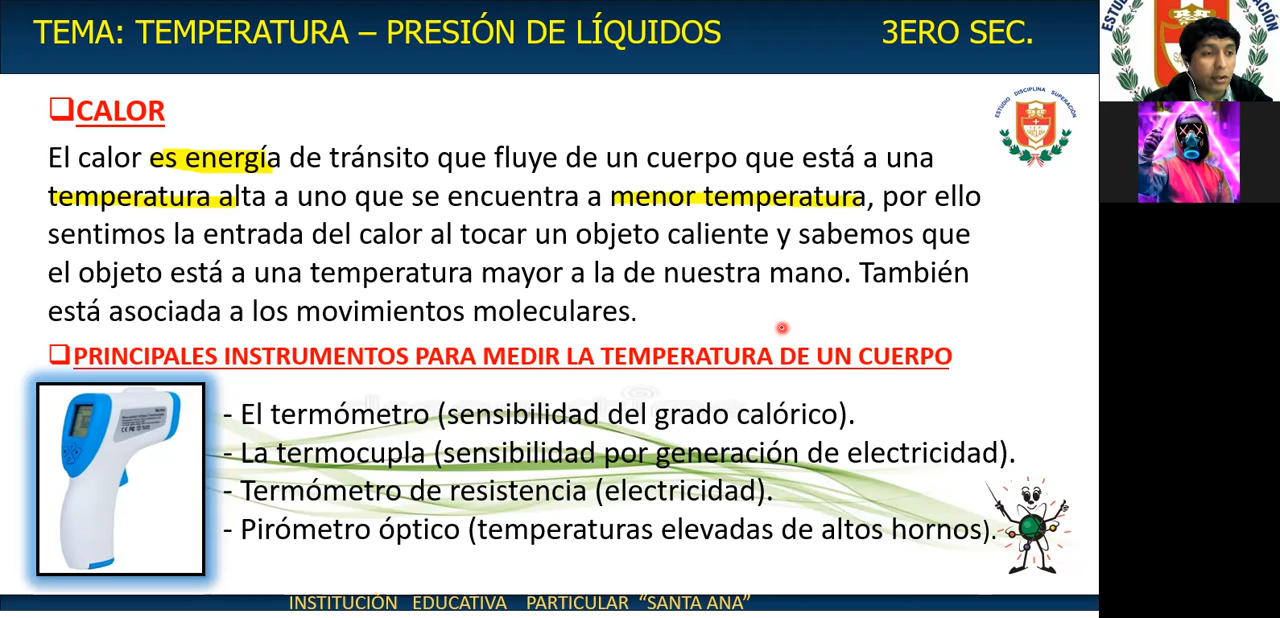 TEMA: TEMPERATURA – PRESIÓN DE LÍQUIDOS 3ERO SEC.
ESTUDIO DISCIPLINA SUPERACIÓN
CALOR
El calor es energía de tránsito que fluye de un cuerpo que está a una
temperatura alta a uno que se encuentra a menor temperatura, por ello
sentimos la entrada del calor al tocar un objeto caliente y sabemos que
el objeto está a una temperatura mayor a la de nuestra mano. También
está asociada a los movimientos moleculares.
PRINCIPALES INSTRUMENTOS PARA MEDIR LA TEMPERATURA DE UN CUERPO
- El termómetro (sensibilidad del grado calórico).
- La termocupla (sensibilidad por generación de electricidad).
- Termómetro de resistencia (electricidad).
- Pirómetro óptico (temperaturas elevadas de altos hornos).
INSTITUCIÓN EDUCATIVA PARTICULAR “SANTA ANA”